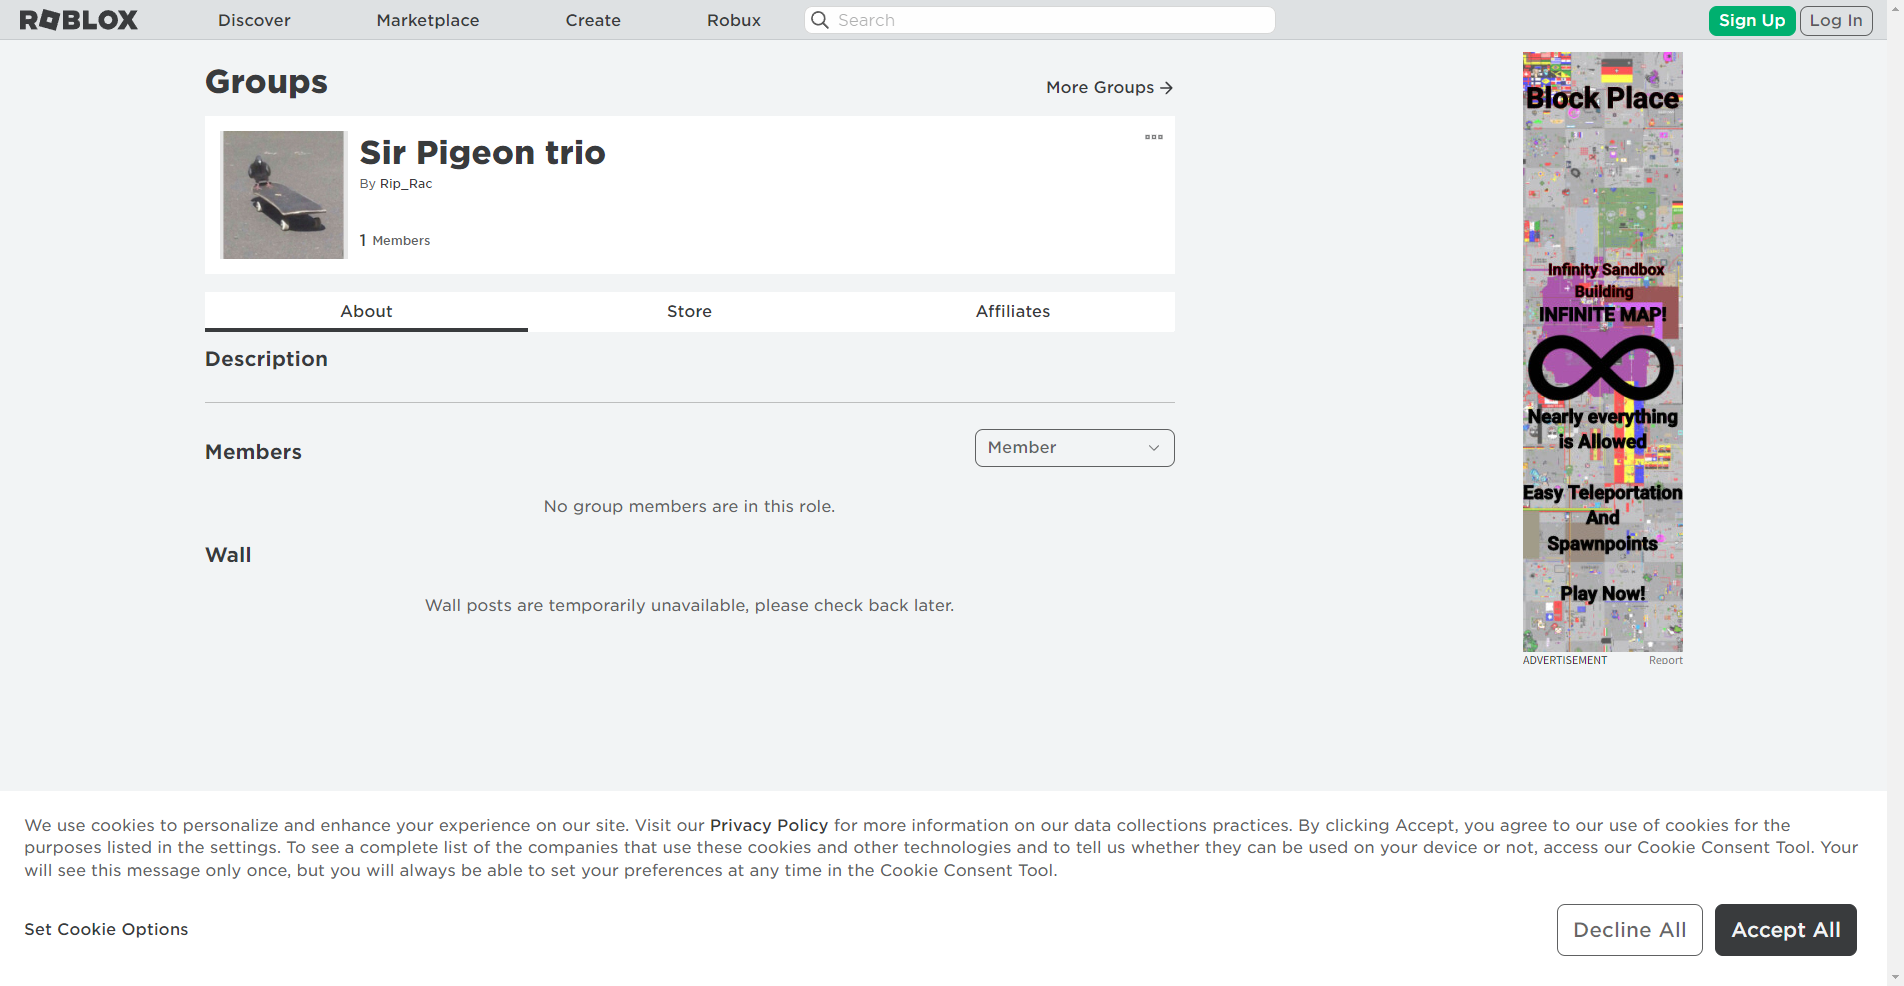 ROBLOX
Discover
Marketplace
Create
Robux
Search
Sign Up
Log In
Groups
More Groups
Sir Pigeon trio
By Rip_Rac
1 Members
About
Store
Affiliates
Description
Members
Member
No group members are in this role.
Wall
Wall posts are temporarily unavailable, please check back later.
Block Place
Infinity Sandbox
Building
INFINITE MAP!
Nearly everything
is Allowed
Easy Teleportation
And
Spawnpoints
Play Now!
ADVERTISEMENT
Report
We use cookies to personalize and enhance your experience on our site. Visit our Privacy Policy for more information on our data collections practices. By clicking Accept, you agree to our use of cookies for the
purposes listed in the settings. To see a complete list of the companies that use these cookies and other technologies and to tell us whether they can be used on your device or not, access our Cookie Consent Tool. Your
will see this message only once, but you will always be able to set your preferences at any time in the Cookie Consent Tool.
Set Cookie Options
Decline All
Accept All